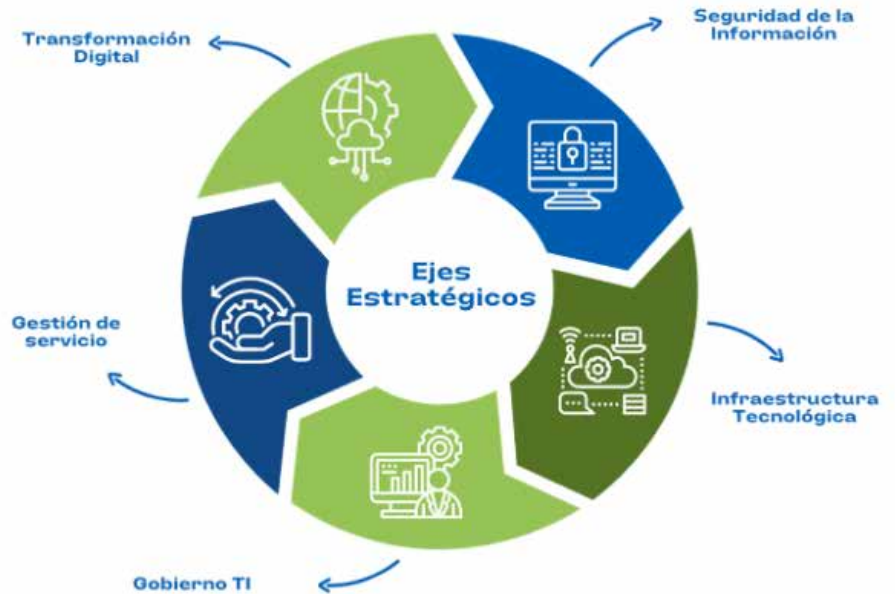 Transformación
Digital
Seguridad de la
Información
Ejes
Estratégicos
Gestión de
servicio
Infraestructura
Tecnológica
Gobierno TI